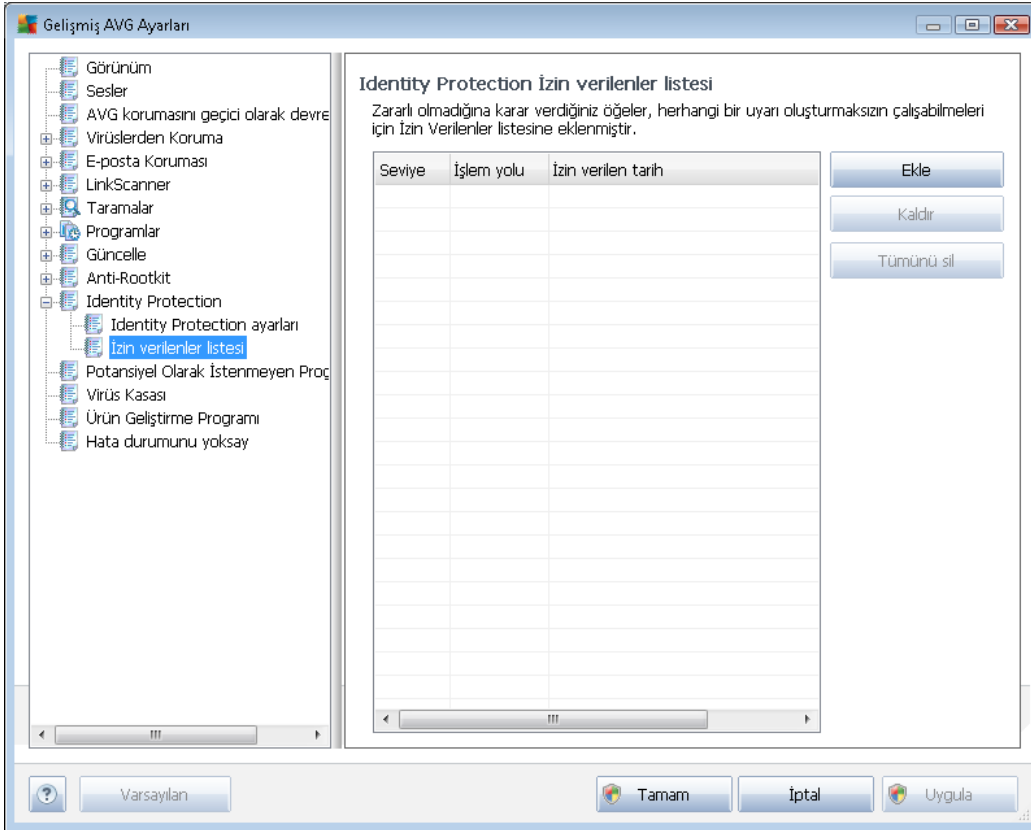 Gelişmiş AVG Ayarları
Görünüm
Sesler
AVG korumasını geçici olarak devre
Virüslerden Koruma
E-posta Koruması
LinkScanner
Taramalar
Programlar
Güncelle
Anti-Rootkit
Identity Protection
Identity Protection ayarları
İzin verilenler listesi
Potansiyel Olarak İstenmeyen Prog
Virüs Kasası
Ürün Geliştirme Programı
Hata durumunu yoksay
Identity Protection İzin verilenler listesi
Zararlı olmadığına karar verdiğiniz öğeler, herhangi bir uyarı oluşturmaksızın çalışabilmeleri
için İzin Verilenler listesine eklenmiştir.
Seviye İşlem yolu İzin verilen tarih
Ekle
Kaldır
Tümünü sil
? Varsayılan Tamam İptal Uygula